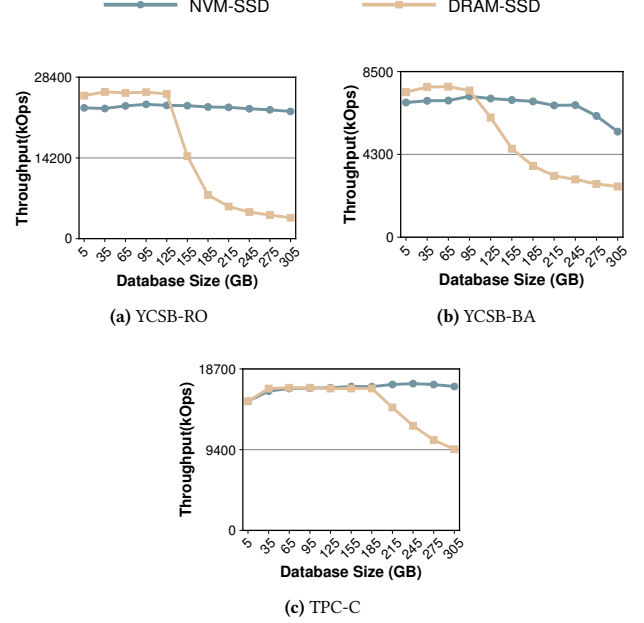 NVM-SSD DRAM-SSD
28400
14200
0
Throughput(kOps)
5 35 65 95 125 155 185 215 245 275 305
Database Size (GB)
(a) YCSB-RO
8500
4300
0
Throughput(kOps)
5 35 65 95 125 155 185 215 245 275 305
Database Size (GB)
(b) YCSB-BA
18700
9400
0
Throughput(kOps)
5 35 65 95 125 155 185 215 245 275 305
Database Size (GB)
(c) TPC-C